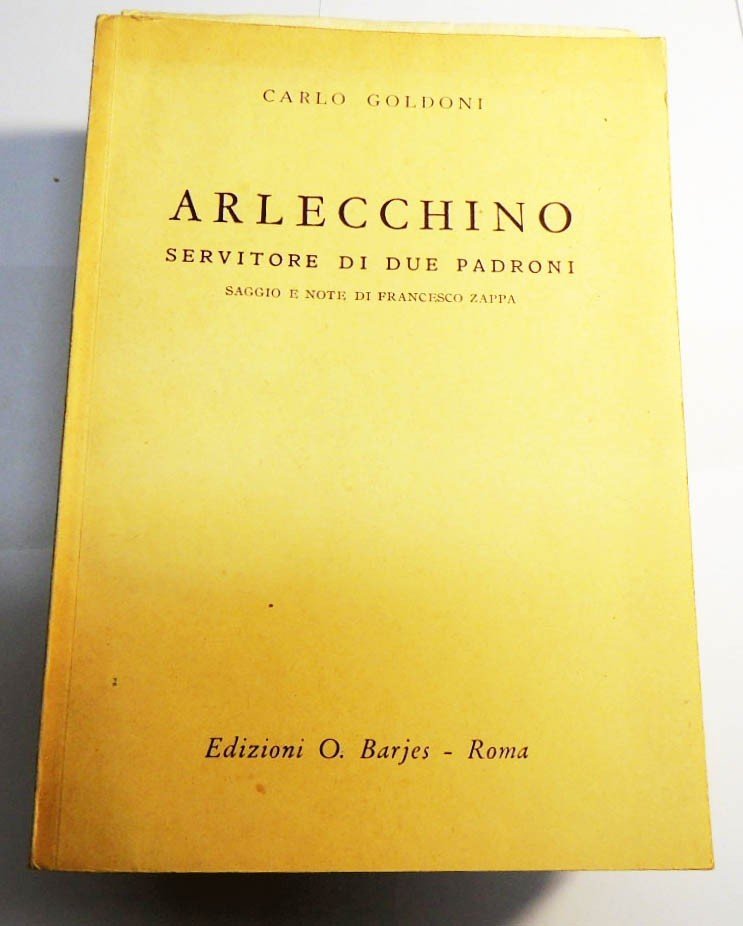 CARLO GOLDONI
ARLECCHINO
SERVITORE DI DUE PADRONI
SAGGIO E NOTE DI FRANCESCO ZAPPA
Edizioni O. Barjes - Roma